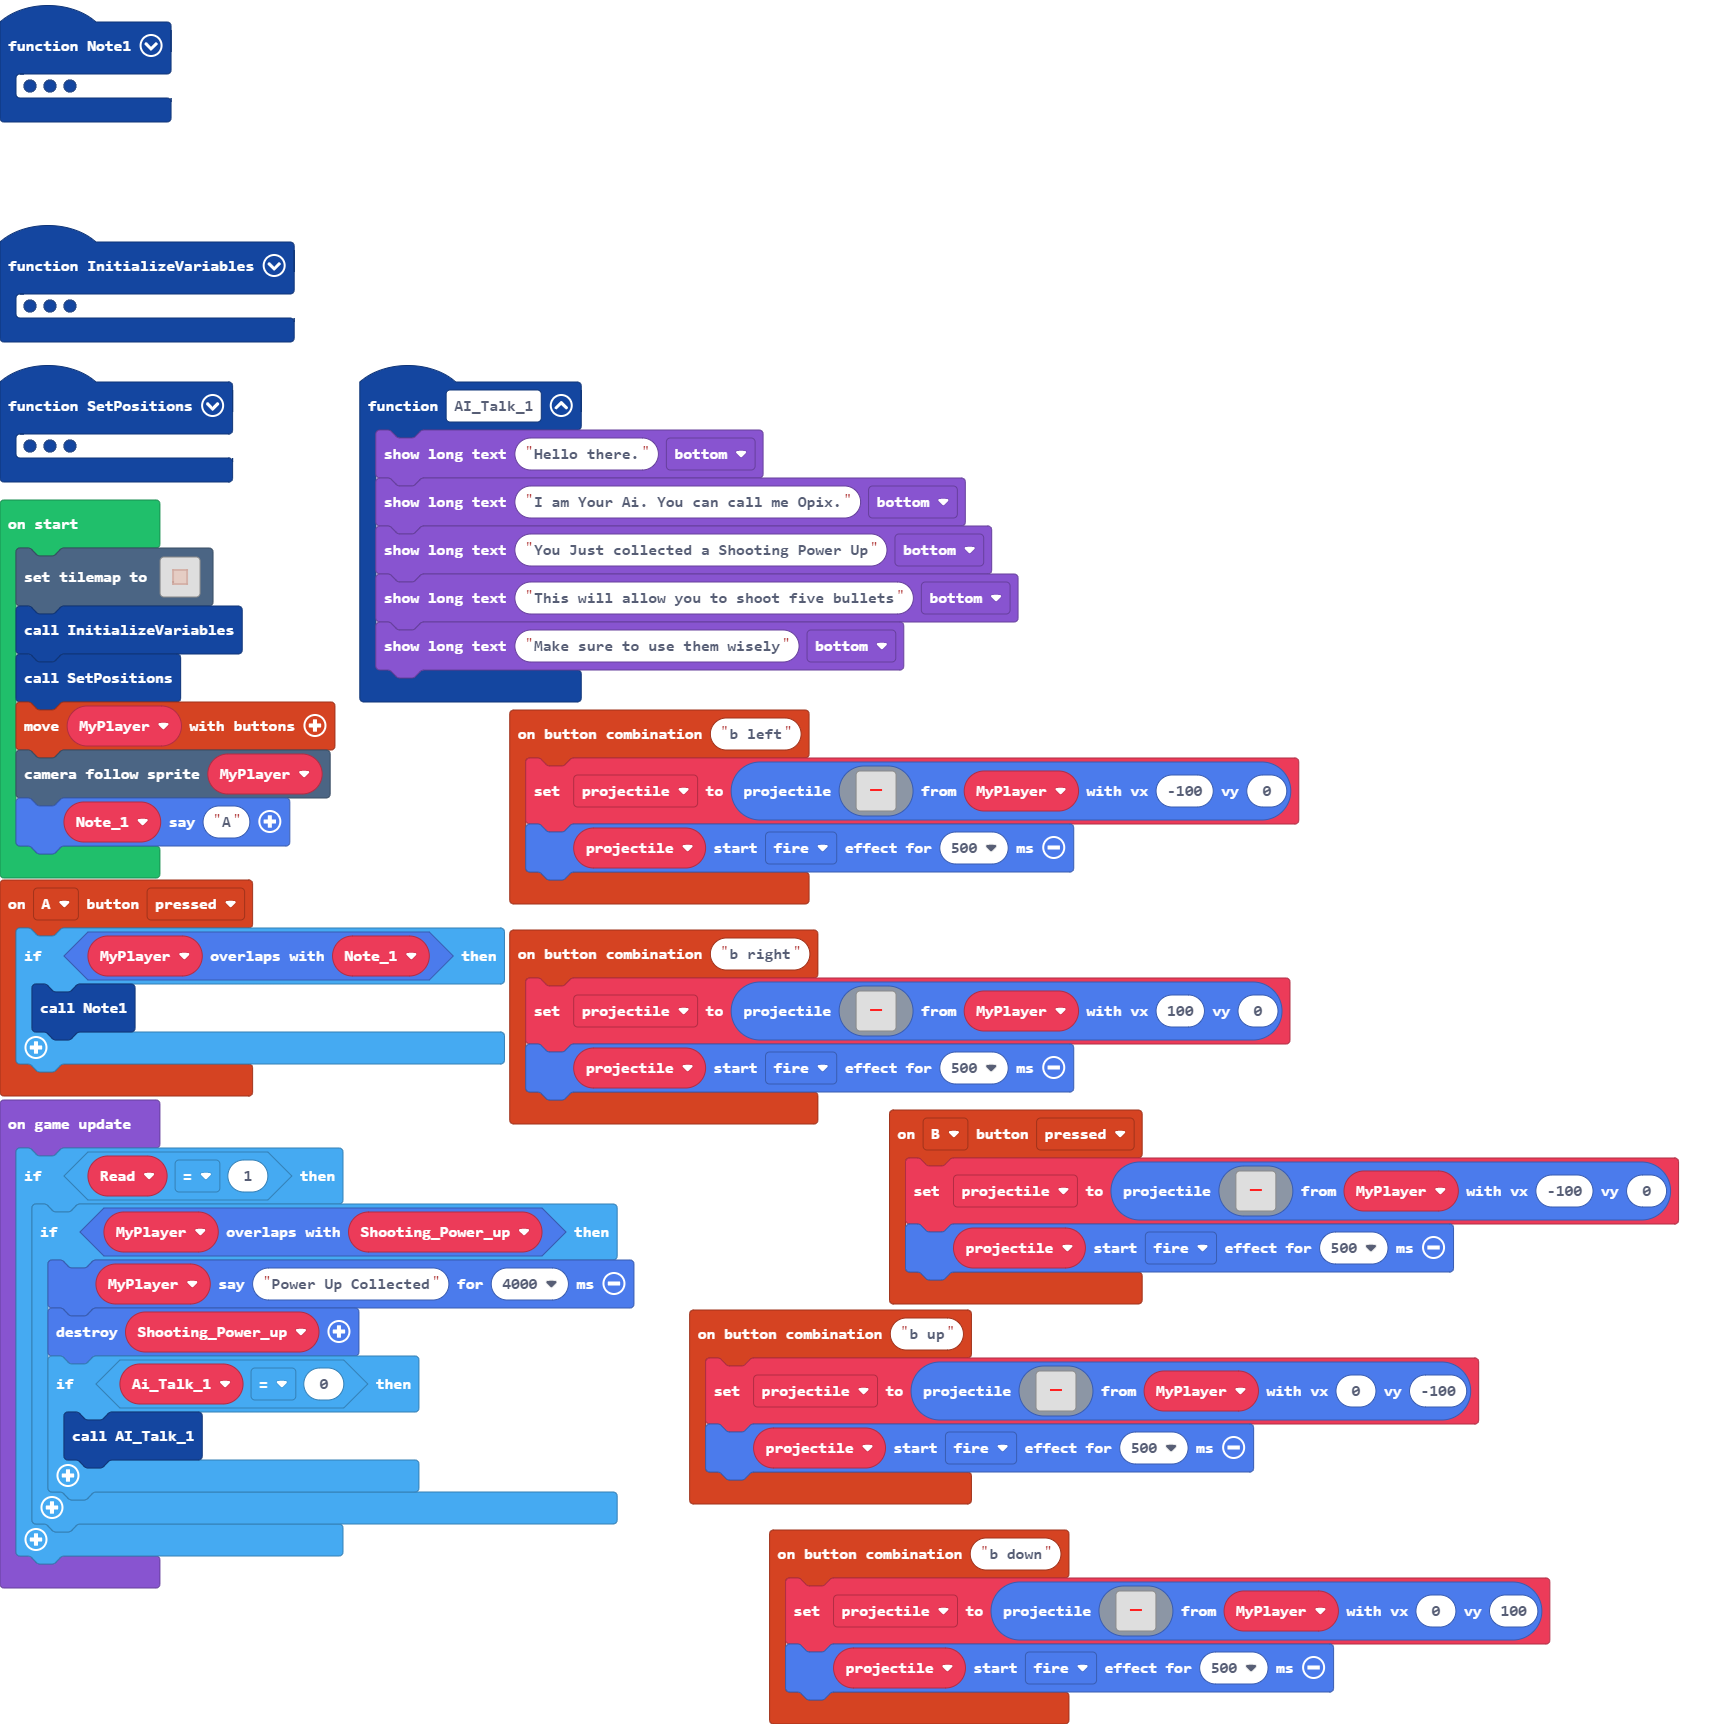 function Note1
function InitializeVariables
function SetPositions
function AI_Talk_1
show long text "Hello there." bottom
show long text "I am Your Ai. You can call me Opix." bottom
show long text "You Just collected a Shooting Power Up" bottom
show long text "This will allow you to shoot five bullets" bottom
show long text "Make sure to use them wisely" bottom
on start
set tilemap to
call InitializeVariables
call SetPositions
move MyPlayer with buttons
camera follow sprite MyPlayer
Note_1 say "A"
on button combination "b left"
set projectile to projectile from MyPlayer with vx -100 vy 0
projectile start fire effect for 500 ms
on A button pressed
if MyPlayer overlaps with Note_1 then
call Note1
on button combination "b right"
set projectile to projectile from MyPlayer with vx 100 vy 0
projectile start fire effect for 500 ms
on game update
if Read = 1 then
if MyPlayer overlaps with Shooting_Power_up then
MyPlayer say "Power Up Collected" for 4000 ms
destroy Shooting_Power_up
if Ai_Talk_1 = 0 then
call AI_Talk_1
on B button pressed
set projectile to projectile from MyPlayer with vx -100 vy 0
projectile start fire effect for 500 ms
on button combination "b up"
set projectile to projectile from MyPlayer with vx 0 vy -100
projectile start fire effect for 500 ms
on button combination "b down"
set projectile to projectile from MyPlayer with vx 0 vy 100
projectile start fire effect for 500 ms